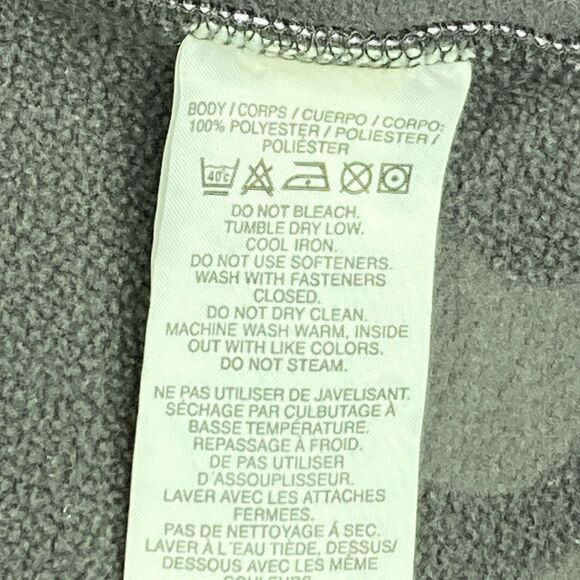 BODY / CORPS / CUERPO / CORPO:
100% POLYESTER / POLIESTER /
POLIÉSTER
40°C
DO NOT BLEACH.
TUMBLE DRY LOW.
COOL IRON.
DO NOT USE SOFTENERS.
WASH WITH FASTENERS
CLOSED.
DO NOT DRY CLEAN.
MACHINE WASH WARM, INSIDE
OUT WITH LIKE COLORS.
DO NOT STEAM.
NE PAS UTILISER DE JAVELISANT.
SÉCHAGE PAR CULBUTAGE À
BASSE TEMPÉRATURE.
REPASSAGE À FROID.
DE PAS UTILISER
D'ASSOUPLISSEUR.
LAVER AVEC LES ATTACHES
FERMEES.
PAS DE NETTOYAGE Á SEC.
LAVER À L'EAU TIÈDE, DESSUS/
DESSOUS AVEC LES MÊME
COULEURS